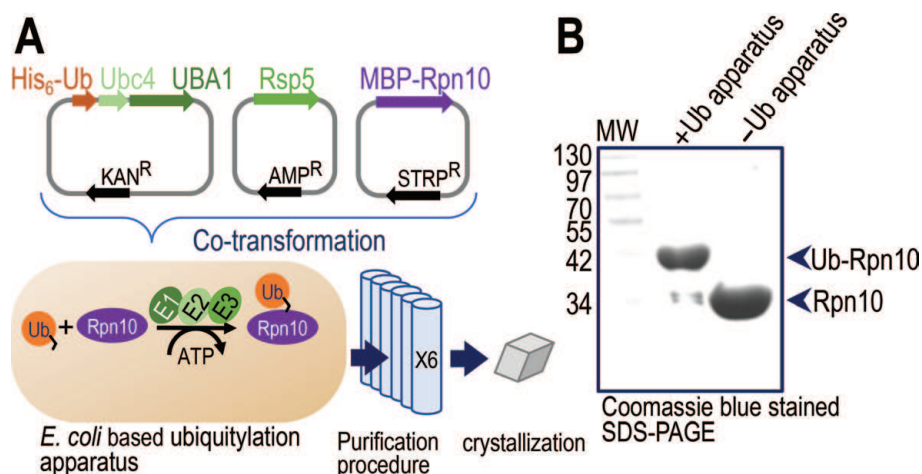 A
His6-Ub Ubc4 UBA1
Rsp5
MBP-Rpn10
KANR
AMPR
STRPR
Co-transformation
Ub + Rpn10
E1 E2 E3
ATP
Ub
Rpn10
X6
E. coli based ubiquitylation
apparatus
Purification
procedure
crystallization
B
MW
+Ub apparatus
–Ub apparatus
130
97
70
55
42
34
Ub-Rpn10
Rpn10
Coomassie blue stained
SDS-PAGE